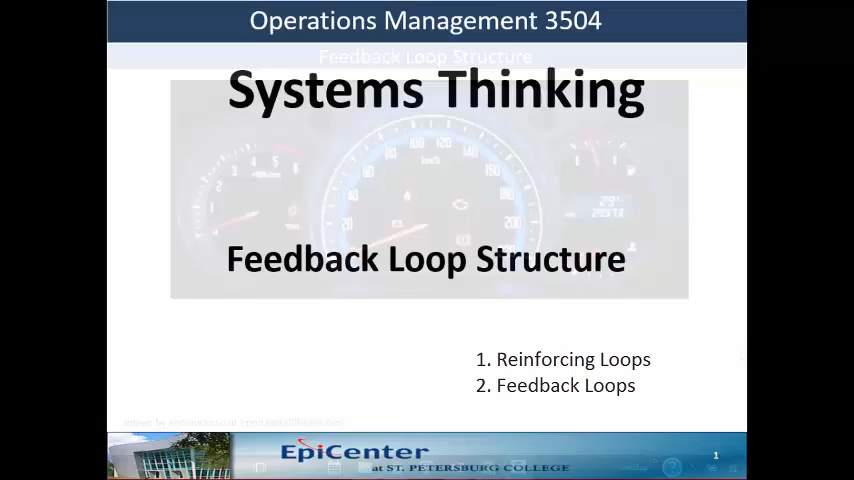 Operations Management 3504
Feedback Loop Structure
Systems Thinking
Feedback Loop Structure
1. Reinforcing Loops
2. Feedback Loops
EpiCenter
at ST. PETERSBURG COLLEGE
1